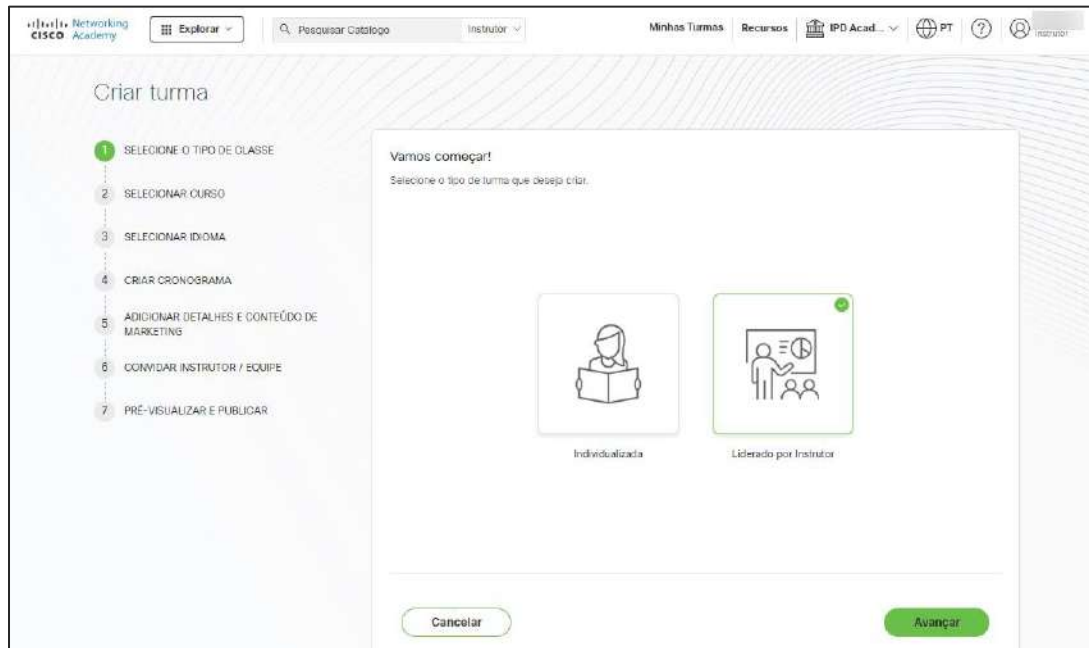 CISCO Networking Academy
Explorar
Pesquisar Catálogo
Instrutor
Minhas Turmas
Recursos
IPD Acad...
PT
?
Instrutor
Criar turma
1 SELECIONE O TIPO DE CLASSE
2 SELECIONAR CURSO
3 SELECIONAR IDIOMA
4 CRIAR CRONOGRAMA
5 ADICIONAR DETALHES E CONTEÚDO DE
MARKETING
6 CONVIDAR INSTRUTOR / EQUIPE
7 PRÉ-VISUALIZAR E PUBLICAR
Vamos começar!
Selecione o tipo de turma que deseja criar.
Individualizada
Liderado por Instrutor
Cancelar
Avançar